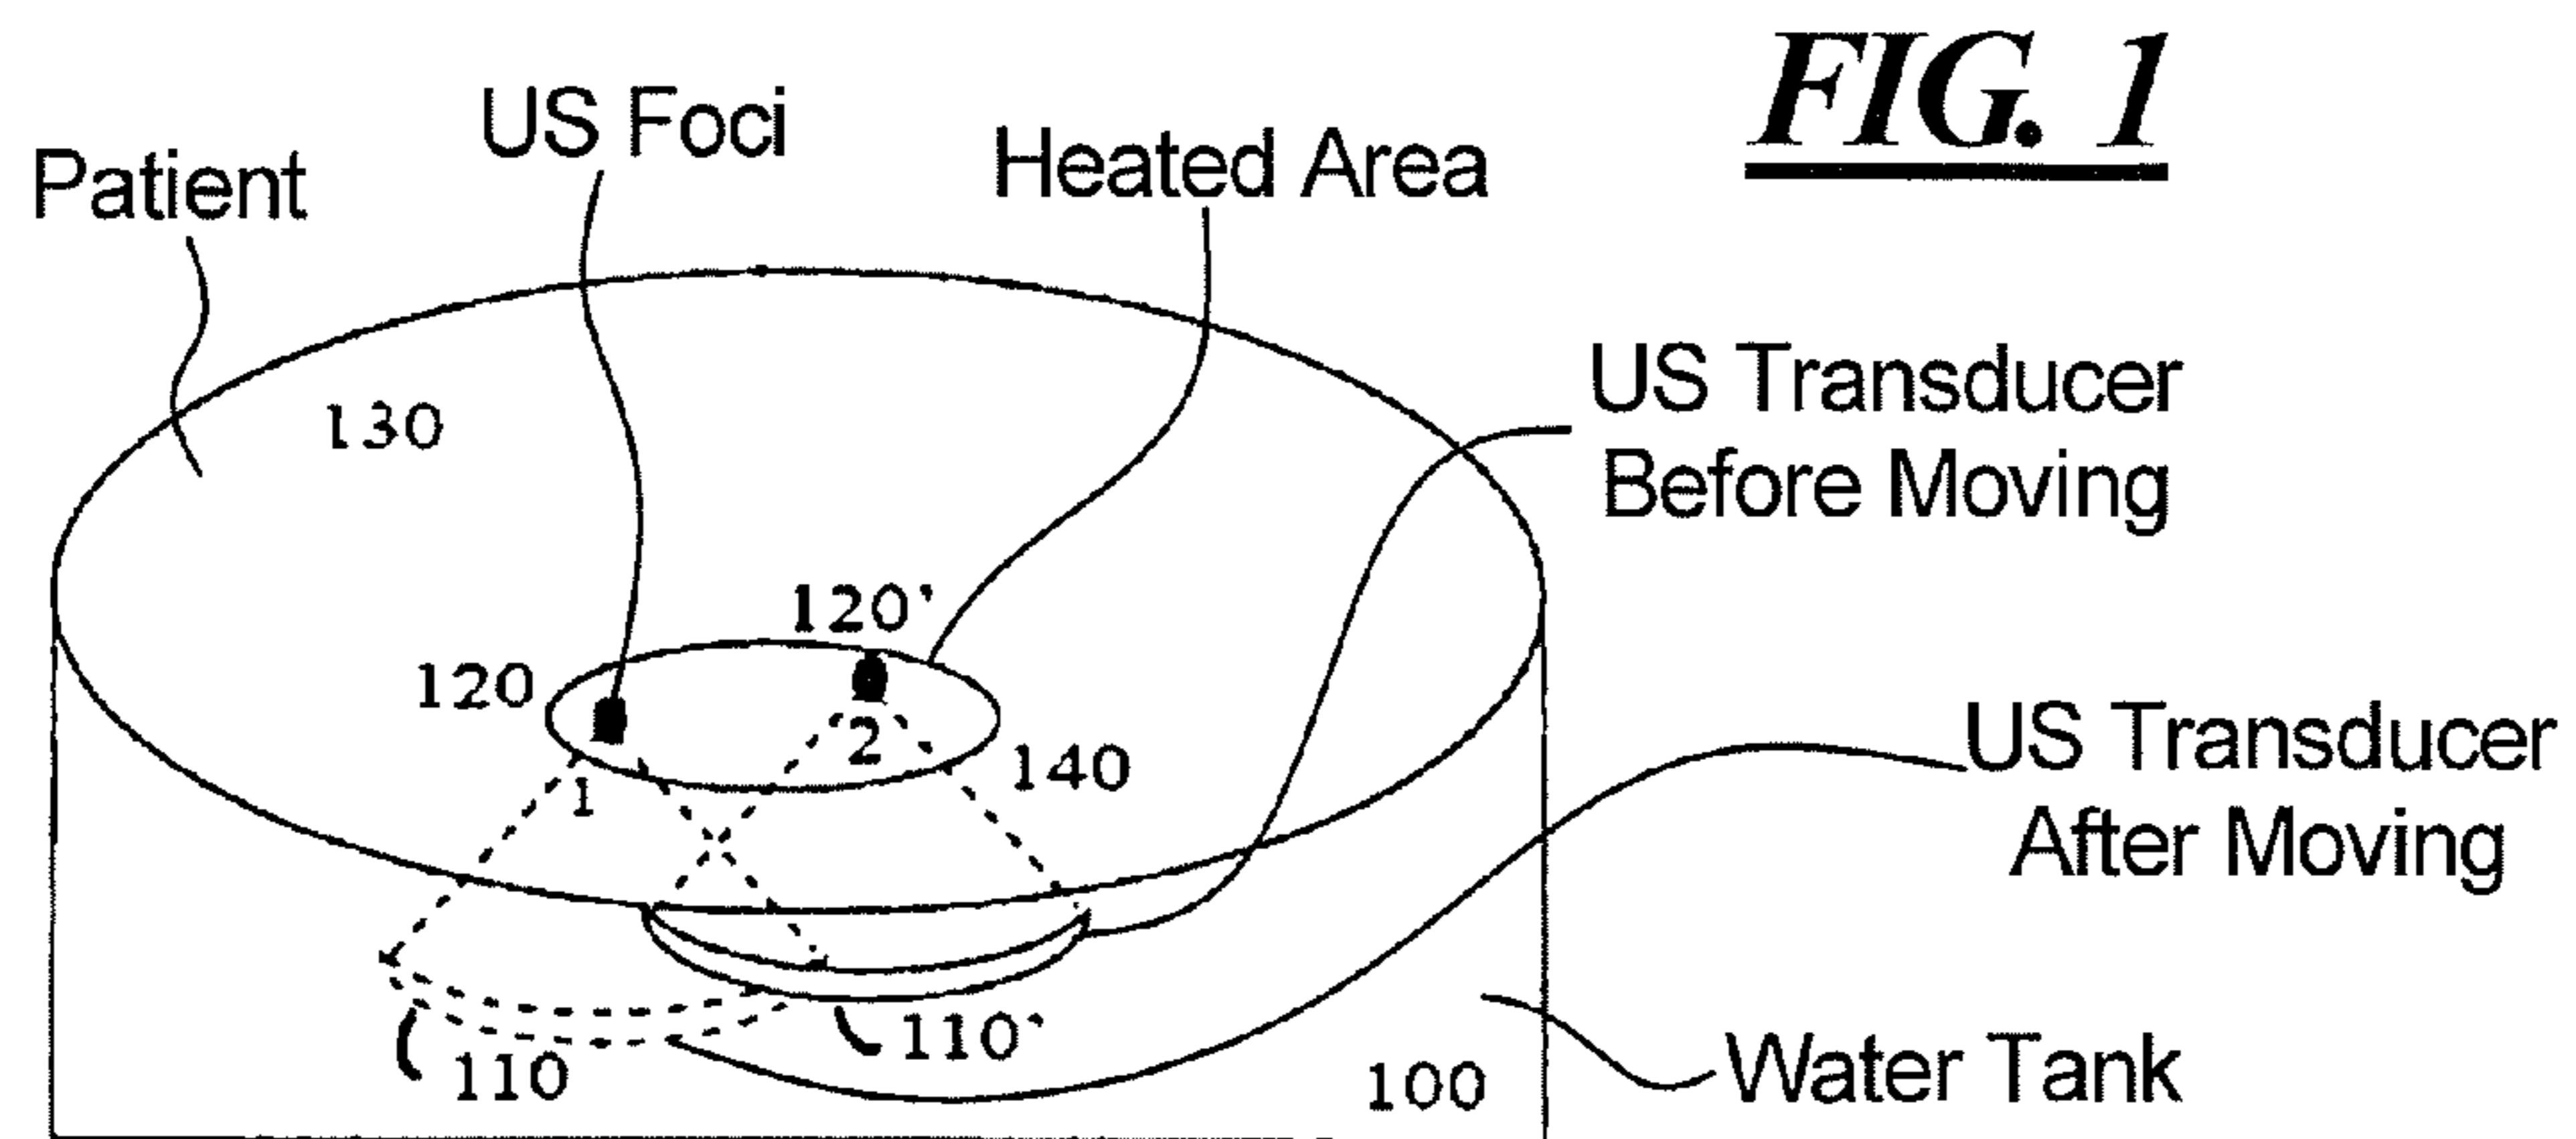 FIG. 1
US Foci
Heated Area
Patient
US Transducer
Before Moving
130
120'
120
2
1
140
US Transducer
After Moving
110'
110
100
Water Tank